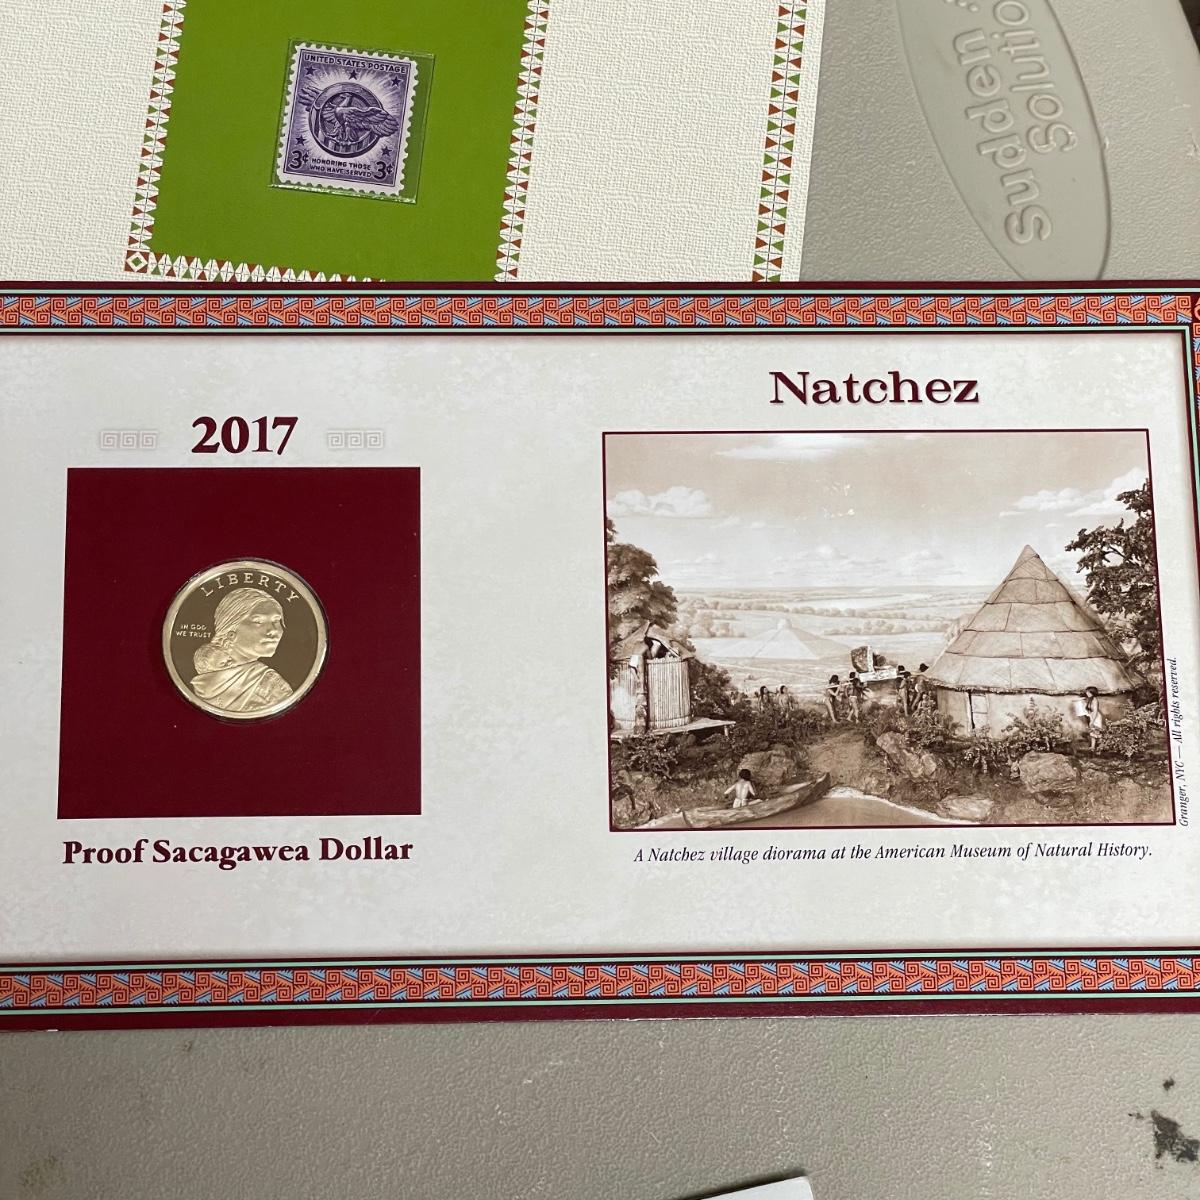 UNITED STATES POSTAGE
3¢ HONORING THOSE 3¢
WHO HAVE SERVED
Sudden
Solutio
Natchez
2017
LIBERTY
IN GOD
WE TRUST
Proof Sacagawea Dollar
A Natchez village diorama at the American Museum of Natural History.
Granger, NYC — All rights reserved.